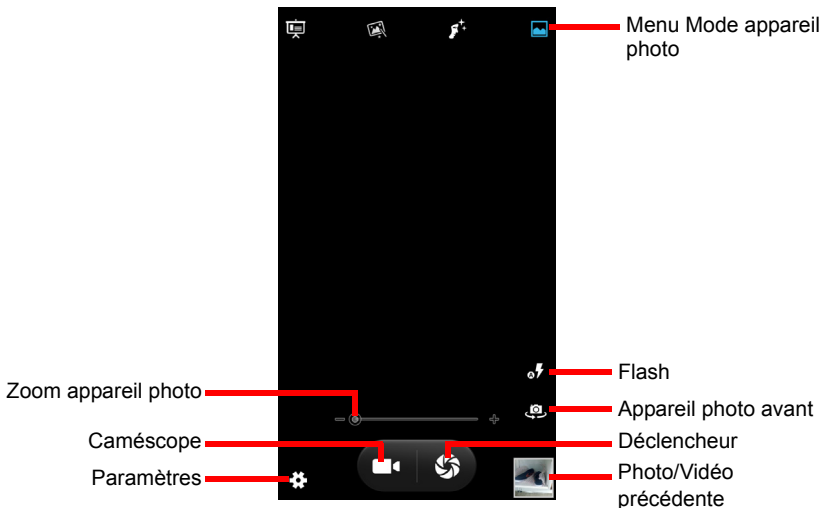 Menu Mode appareil
photo
Flash
Zoom appareil photo
Appareil photo avant
Caméscope
Déclencheur
Paramètres
Photo/Vidéo
précédente